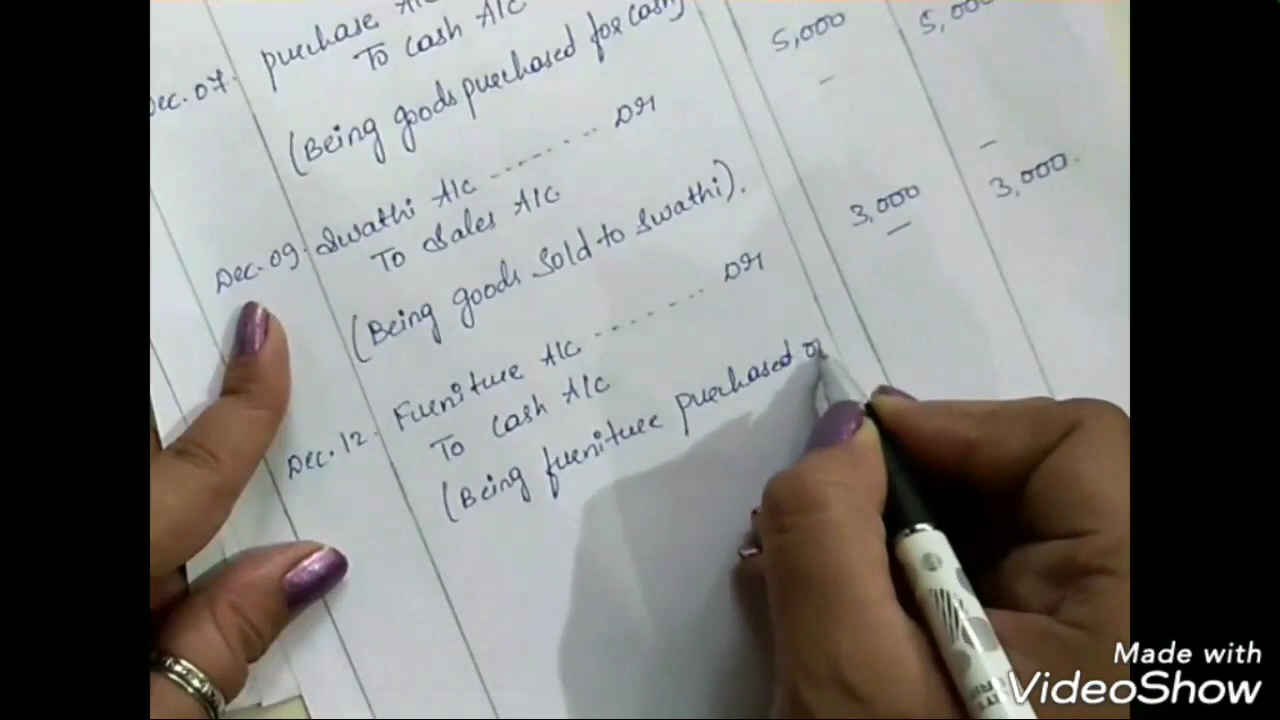 Dec. 07. purchase A/C
To Cash A/C 5,000 5,000
(Being goods purchased for cash)
Dec. 09. Swathi A/C ------- Dr
To Sales A/C 3,000 3,000.
(Being goods Sold to Swathi).
Dec. 12. Furniture A/C ------- Dr
To Cash A/C
(Being furniture purchased
Made with
VideoShow